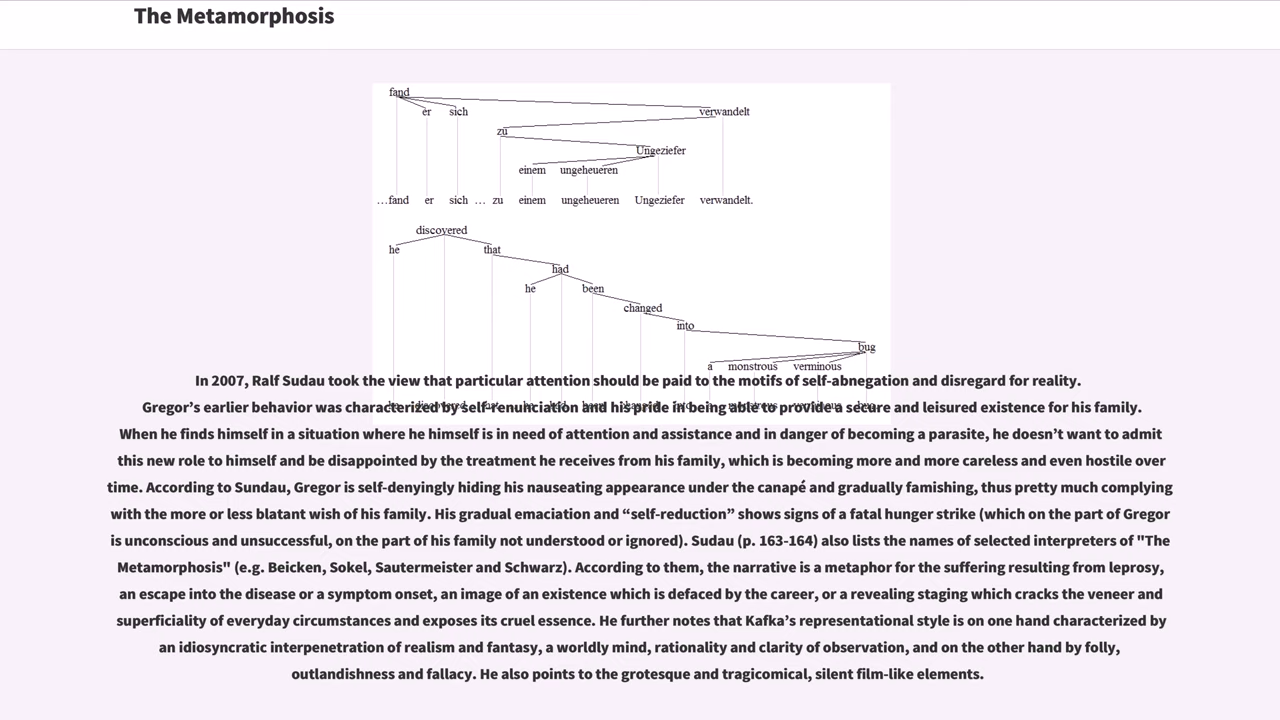 The Metamorphosis
fand
er sich verwandelt
zu
Ungeziefer
einem ungeheueren
…fand er sich … zu einem ungeheueren Ungeziefer verwandelt.
discovered
he that
had
he been
changed
into
bug
a monstrous verminous
In 2007, Ralf Sudau took the view that particular attention should be paid to the motifs of self-abnegation and disregard for reality.
Gregor’s earlier behavior was characterized by self-renunciation and his pride in being able to provide a secure and leisured existence for his family.
When he finds himself in a situation where he himself is in need of attention and assistance and in danger of becoming a parasite, he doesn’t want to admit
this new role to himself and be disappointed by the treatment he receives from his family, which is becoming more and more careless and even hostile over
time. According to Sundau, Gregor is self-denyingly hiding his nauseating appearance under the canapé and gradually famishing, thus pretty much complying
with the more or less blatant wish of his family. His gradual emaciation and “self-reduction” shows signs of a fatal hunger strike (which on the part of Gregor
is unconscious and unsuccessful, on the part of his family not understood or ignored). Sudau (p. 163-164) also lists the names of selected interpreters of "The
Metamorphosis" (e.g. Beicken, Sokel, Sautermeister and Schwarz). According to them, the narrative is a metaphor for the suffering resulting from leprosy,
an escape into the disease or a symptom onset, an image of an existence which is defaced by the career, or a revealing staging which cracks the veneer and
superficiality of everyday circumstances and exposes its cruel essence. He further notes that Kafka’s representational style is on one hand characterized by
an idiosyncratic interpenetration of realism and fantasy, a worldly mind, rationality and clarity of observation, and on the other hand by folly,
outlandishness and fallacy. He also points to the grotesque and tragicomical, silent film-like elements.